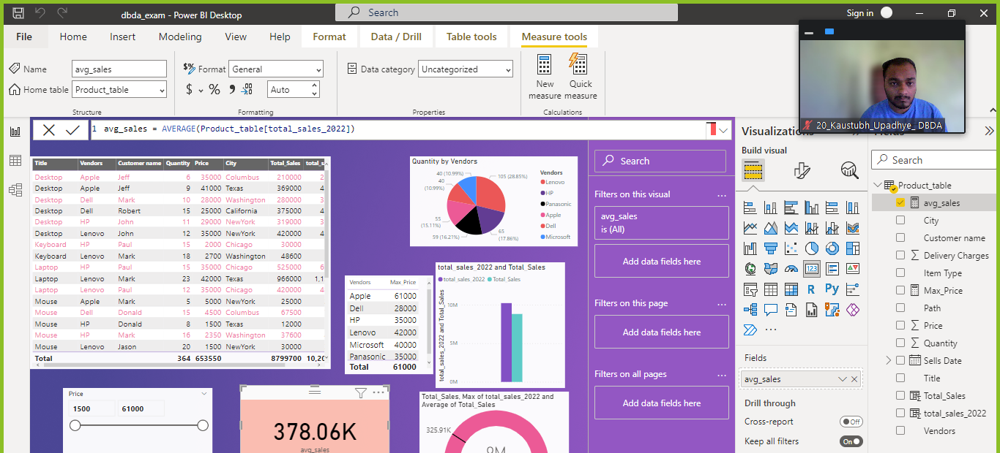 dbda_exam - Power BI Desktop
Search
Sign in
File Home Insert Modeling View Help Format Data / Drill Table tools Measure tools
Name avg_sales
Home table Product_table
Structure
$% Format General
$ % 9 Auto
Formatting
Data category Uncategorized
Properties
New measure
Quick measure
Calculations
20_Kaustubh_Upadhye_ DBDA
1 avg_sales = AVERAGE(Product_table[total_sales_2022])
Title Vendors Customer name Quantity Price City Total_Sales total_s
Desktop Apple Jeff 6 35000 Columbus 210000 2
Desktop Apple Jeff 9 41000 Texas 369000 4
Desktop Dell Mark 10 28000 Washington 280000 3
Desktop Dell Robert 15 25000 California 375000 4
Desktop HP John 11 29000 NewYork 319000 3
Desktop Lenovo John 12 35000 NewYork 420000 4
Keyboard HP Paul 15 2000 Chicago 30000
Keyboard Lenovo Mark 18 2700 Washington 48600
Laptop HP Paul 15 35000 Chicago 525000 6
Laptop Lenovo Mark 23 42000 Texas 966000 1,1
Laptop Lenovo Paul 12 35000 Chicago 420000 4
Mouse Apple Mark 5 5000 NewYork 25000
Mouse Dell Donald 15 4500 Columbus 67500
Mouse HP Donald 8 1500 Texas 12000
Mouse HP Mark 16 2350 Washington 37600
Mouse Lenovo Jason 20 1500 NewYork 30000
Total 364 653550 8799700 10,20
Quantity by Vendors
40 (10.99%)
40
(10.99%)
55
(15.11%)
59 (16.21%)
65
(17.86%)
105 (28.85%)
Vendors
Lenovo
HP
Panasonic
Apple
Dell
Microsoft
Vendors Max_Price
Apple 61000
Dell 28000
HP 35000
Lenovo 42000
Microsoft 40000
Panasonic 35000
Total 61000
total_sales_2022 and Total_Sales
total_sales_2022 Total_Sales
total_sales_2022 and Total_Sales
10M
5M
0M
Price
1500 61000
378.06K
avg_sales
Total_Sales, Max of total_sales_2022 and
Average of Total_Sales
325.91K
9M
Search
Filters on this visual ...
avg_sales
is (All)
Add data fields here
Filters on this page ...
Add data fields here
Filters on all pages ...
Add data fields here
Visualizations
Build visual
123
R Py
...
Fields
avg_sales
Drill through
Cross-report Off
Keep all filters On
Fields
Search
Product_table
avg_sales
City
Customer name
Delivery Charges
Item Type
Max_Price
Path
Price
Quantity
Sells Date
Title
Total_Sales
total_sales_2022
Vendors